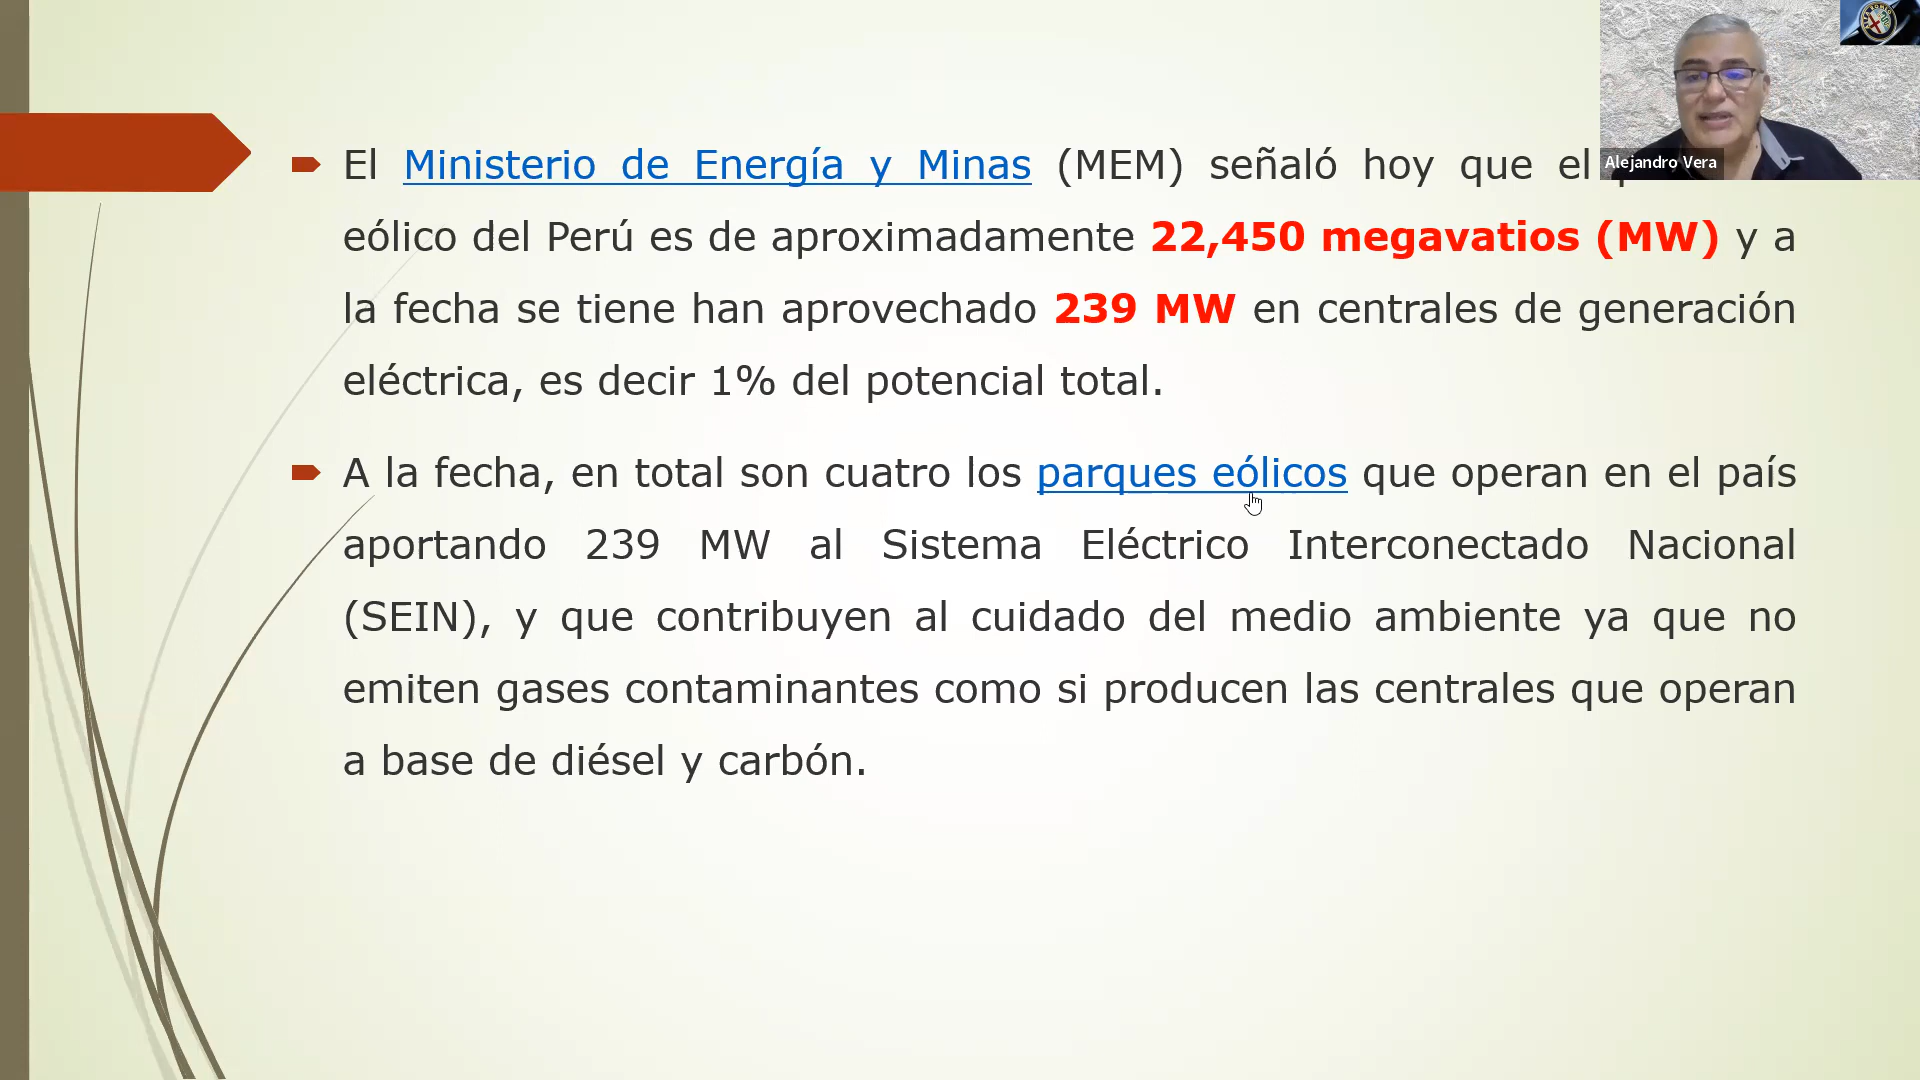 El Ministerio de Energía y Minas (MEM) señaló hoy que el
eólico del Perú es de aproximadamente 22,450 megavatios (MW) y a
la fecha se tiene han aprovechado 239 MW en centrales de generación
eléctrica, es decir 1% del potencial total.
A la fecha, en total son cuatro los parques eólicos que operan en el país
aportando 239 MW al Sistema Eléctrico Interconectado Nacional
(SEIN), y que contribuyen al cuidado del medio ambiente ya que no
emiten gases contaminantes como si producen las centrales que operan
a base de diésel y carbón.
Alejandro Vera